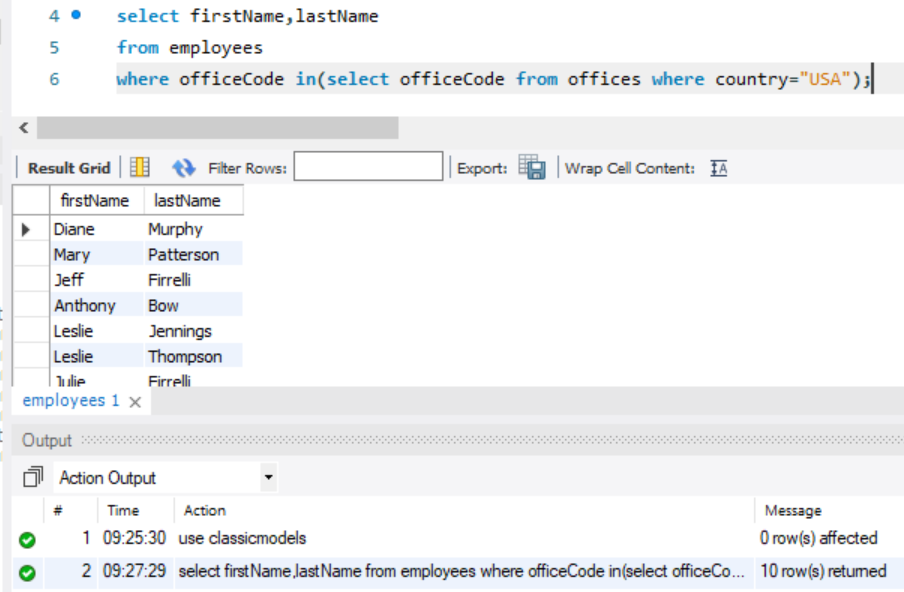 4 select firstName,lastName
5 from employees
6 where officeCode in(select officeCode from offices where country="USA");
Result Grid Filter Rows: Export: Wrap Cell Content: IA
firstName lastName
Diane Murphy
Mary Patterson
Jeff Firrelli
Anthony Bow
Leslie Jennings
Leslie Thompson
Julie Firrelli
employees 1
Output
Action Output
# Time Action Message
1 09:25:30 use classicmodels 0 row(s) affected
2 09:27:29 select firstName,lastName from employees where officeCode in(select officeCo... 10 row(s) returned